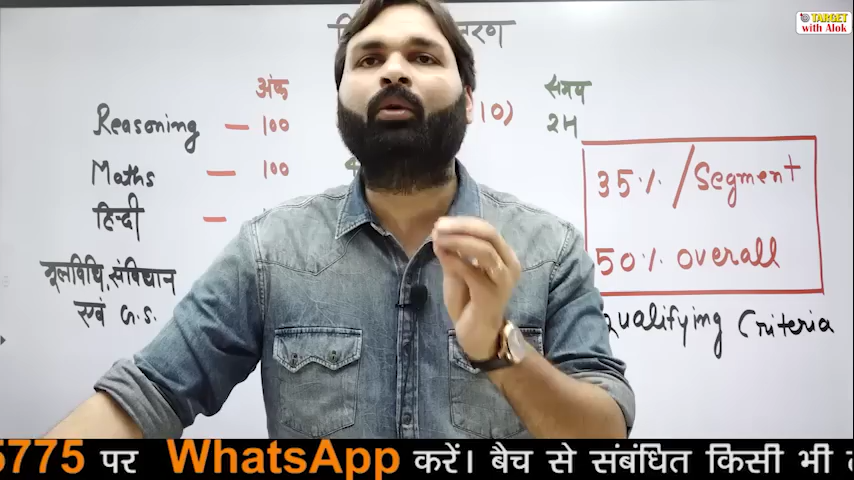 TARGET
with Alok
अंक
समय
Reasoning — 100
10)
2H
Maths — 100
हिन्दी —
मूलविधि, संविधान
एवं G.S.
35% / Segment
50% overall
Qualifying Criteria
5775 पर WhatsApp करें। बैच से संबंधित किसी भी